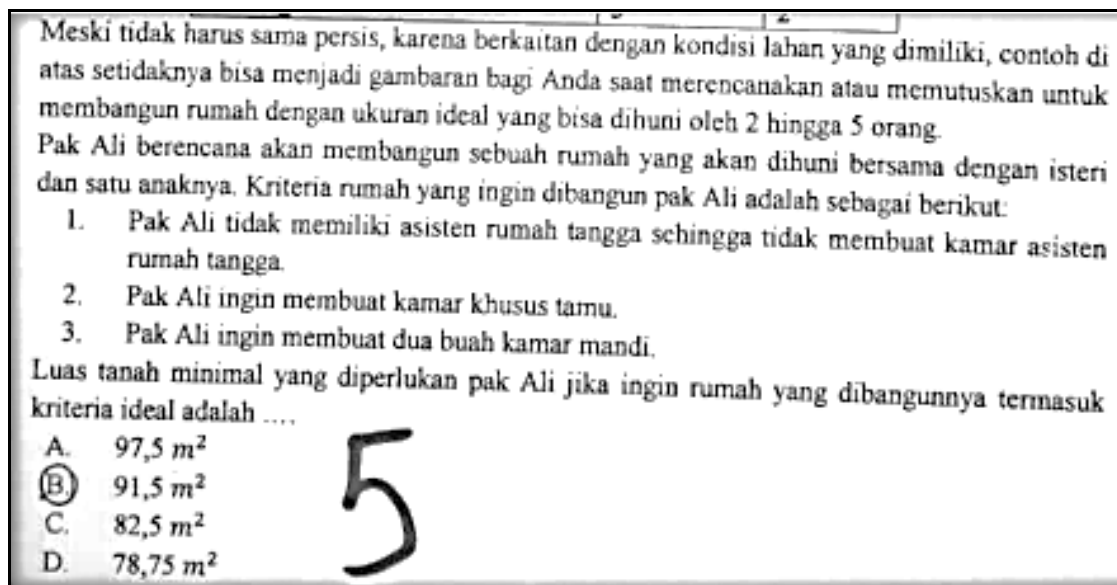 Meski tidak harus sama persis, karena berkaitan dengan kondisi lahan yang dimiliki, contoh di
atas setidaknya bisa menjadi gambaran bagi Anda saat merencanakan atau memutuskan untuk
membangun rumah dengan ukuran ideal yang bisa dihuni oleh 2 hingga 5 orang.
Pak Ali berencana akan membangun sebuah rumah yang akan dihuni bersama dengan isteri
dan satu anaknya. Kriteria rumah yang ingin dibangun pak Ali adalah sebagai berikut:
1. Pak Ali tidak memiliki asisten rumah tangga sehingga tidak membuat kamar asisten
rumah tangga.
2. Pak Ali ingin membuat kamar khusus tamu.
3. Pak Ali ingin membuat dua buah kamar mandi.
Luas tanah minimal yang diperlukan pak Ali jika ingin rumah yang dibangunnya termasuk
kriteria ideal adalah ....
A. 97,5 m²
B. 91,5 m²
C. 82,5 m²
D. 78,75 m²
5